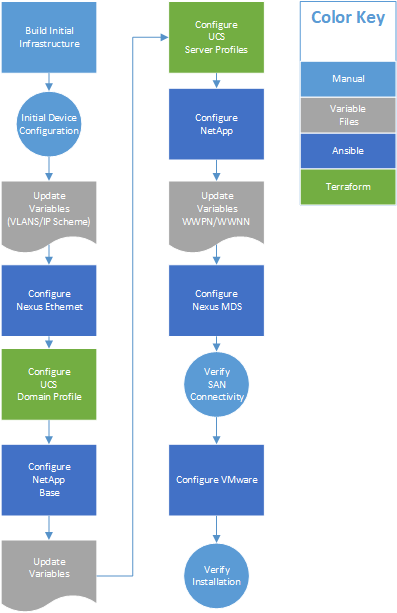 Build Initial
Infrastructure
Initial Device
Configuration
Update
Variables
(VLANS/IP Scheme)
Configure
Nexus Ethernet
Configure
UCS
Domain Profile
Configure
NetApp
Base
Update
Variables
Configure
UCS
Server Profiles
Configure
NetApp
Update
Variables
WWPN/WWNN
Configure
Nexus MDS
Verify
SAN
Connectivity
Configure VMware
Verify
Installation
Color Key
Manual
Variable
Files
Ansible
Terraform